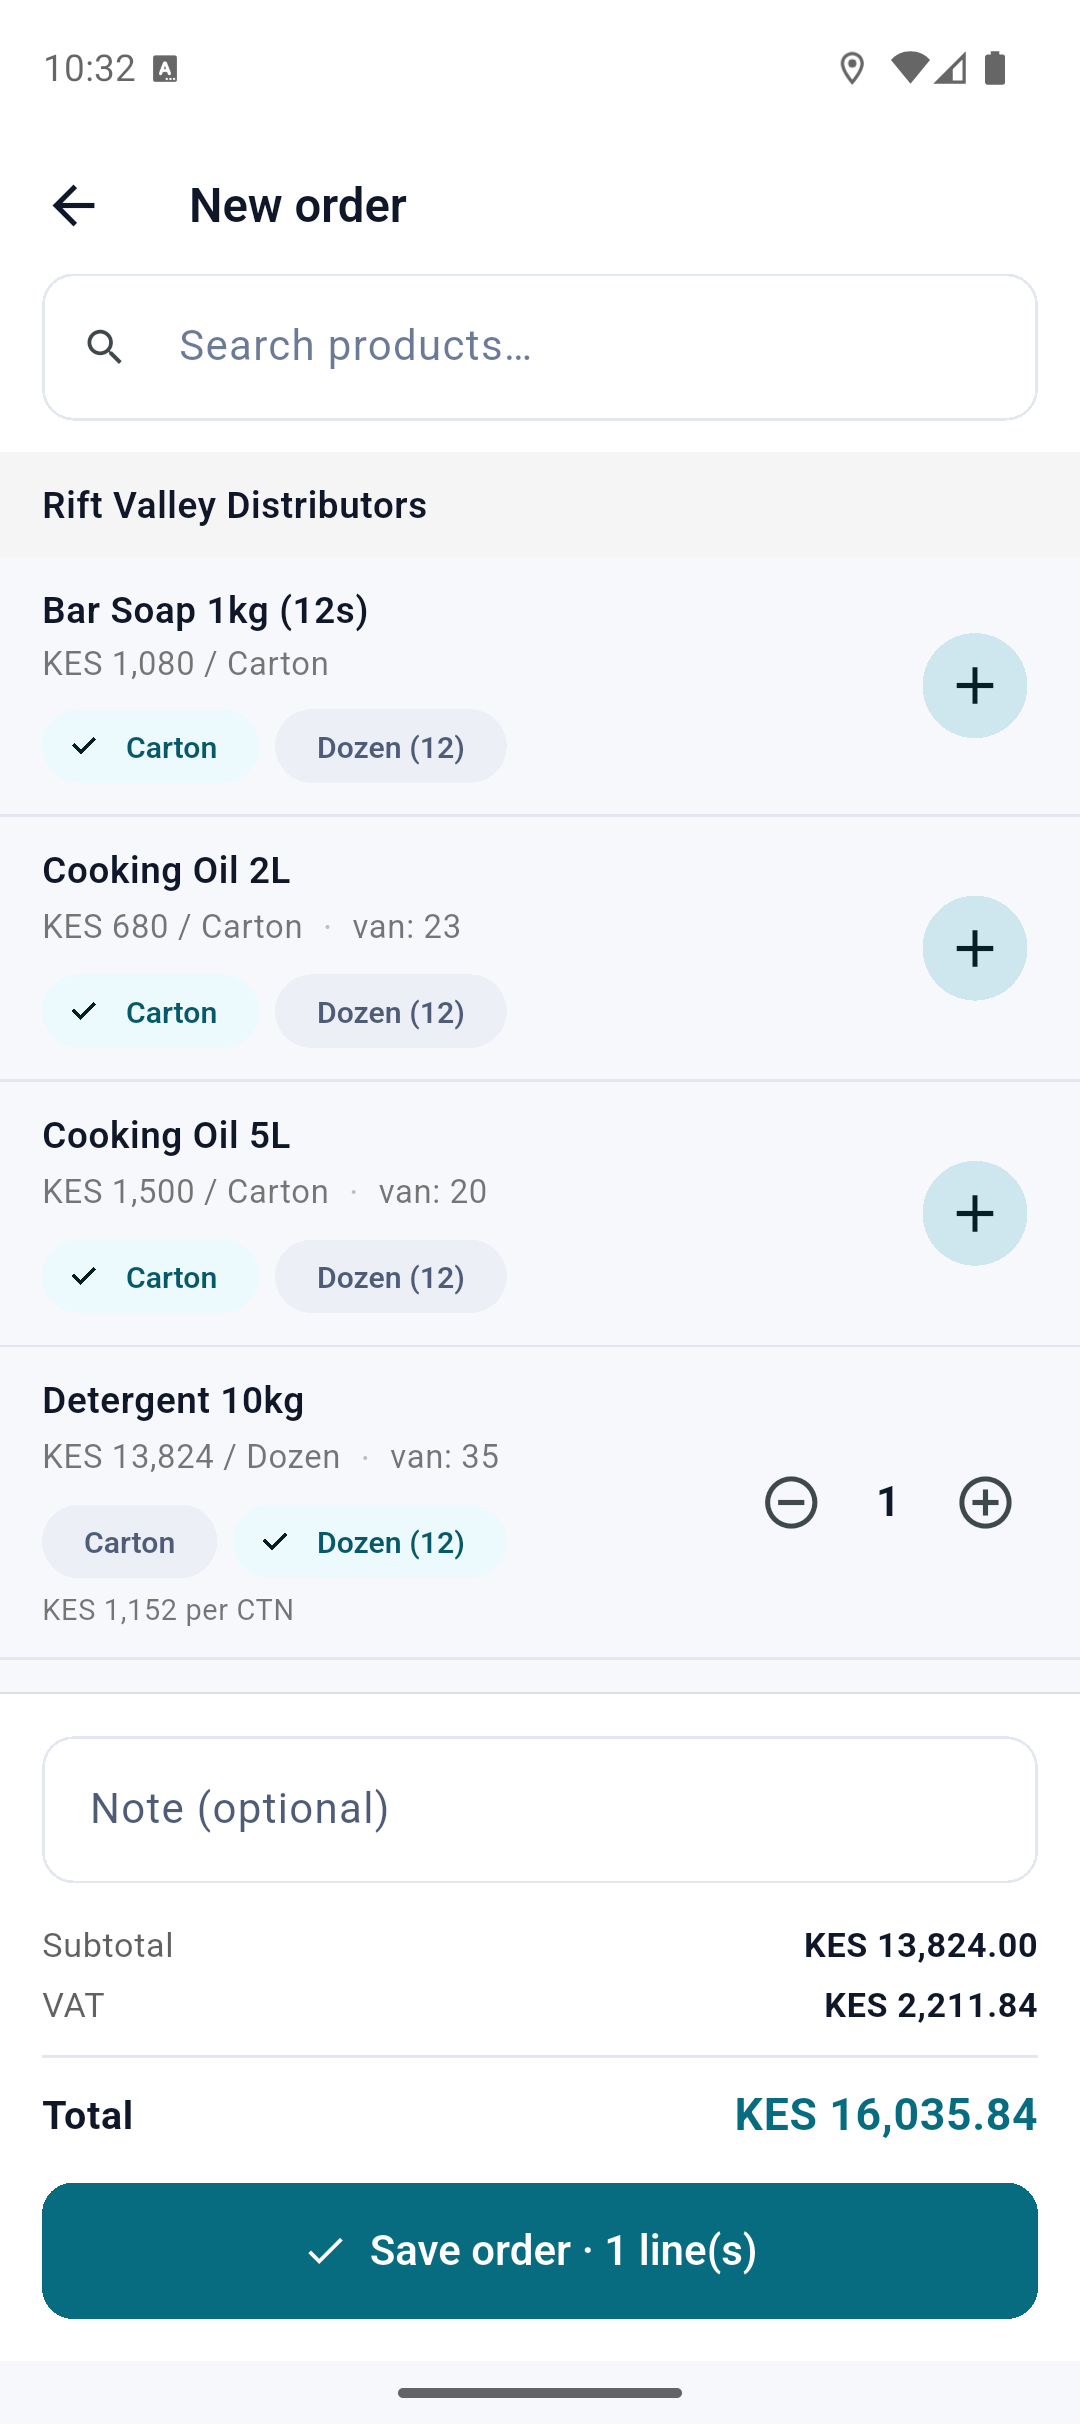 10:32
New order
Search products…
Rift Valley Distributors
Bar Soap 1kg (12s)
KES 1,080 / Carton
Carton
Dozen (12)
Cooking Oil 2L
KES 680 / Carton · van: 23
Carton
Dozen (12)
Cooking Oil 5L
KES 1,500 / Carton · van: 20
Carton
Dozen (12)
Detergent 10kg
KES 13,824 / Dozen · van: 35
1
Carton
Dozen (12)
KES 1,152 per CTN
Note (optional)
Subtotal KES 13,824.00
VAT KES 2,211.84
Total KES 16,035.84
Save order · 1 line(s)